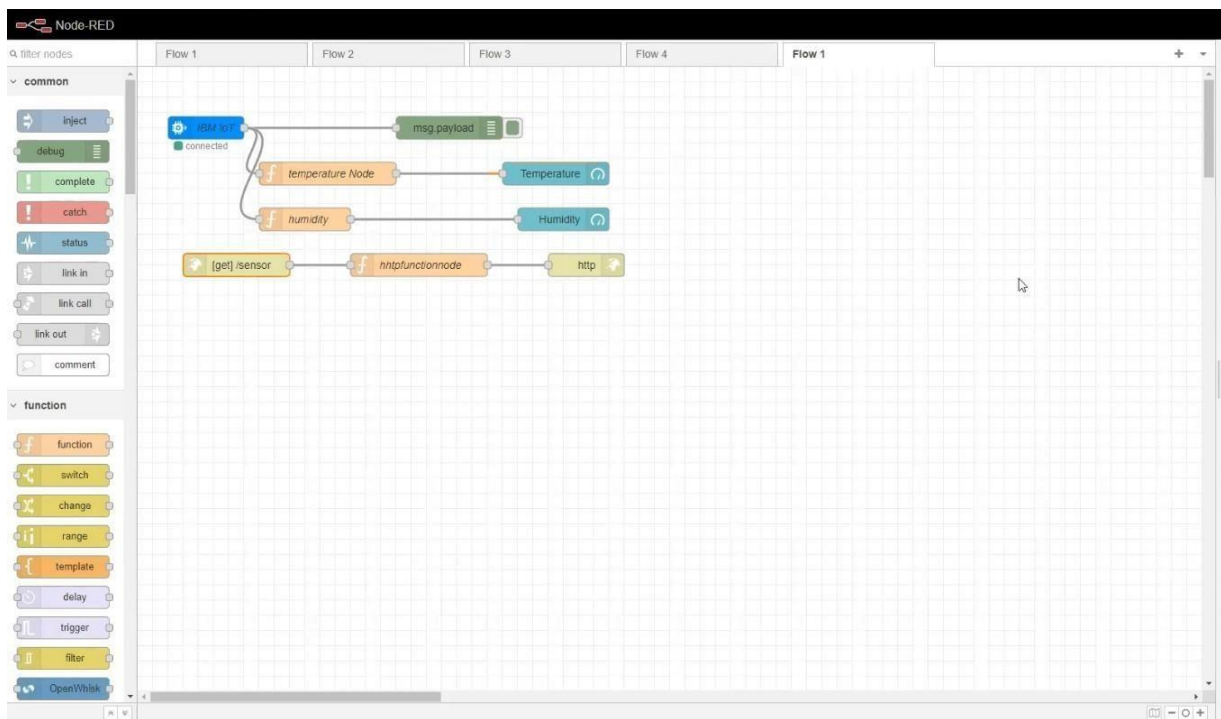 Node-RED
filter nodes
Flow 1
Flow 2
Flow 3
Flow 4
Flow 1
common
inject
debug
complete
catch
status
link in
link call
link out
comment
function
function
switch
change
range
template
delay
trigger
filter
OpenWhisk
IBM IoT
connected
msg.payload
temperature Node
Temperature
humidity
Humidity
[get] /sensor
hhtpfunctionnode
http